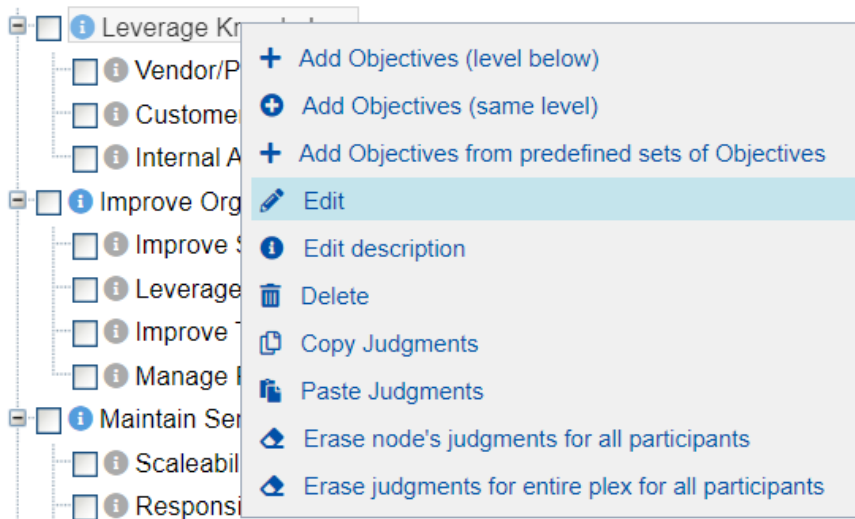 Leverage
Vendor/P
Custome
Internal A
Improve Org
Improve S
Leverage
Improve
Manage
Maintain Ser
Scaleabil
Responsi
Add Objectives (level below)
Add Objectives (same level)
Add Objectives from predefined sets of Objectives
Edit
Edit description
Delete
Copy Judgments
Paste Judgments
Erase node's judgments for all participants
Erase judgments for entire plex for all participants